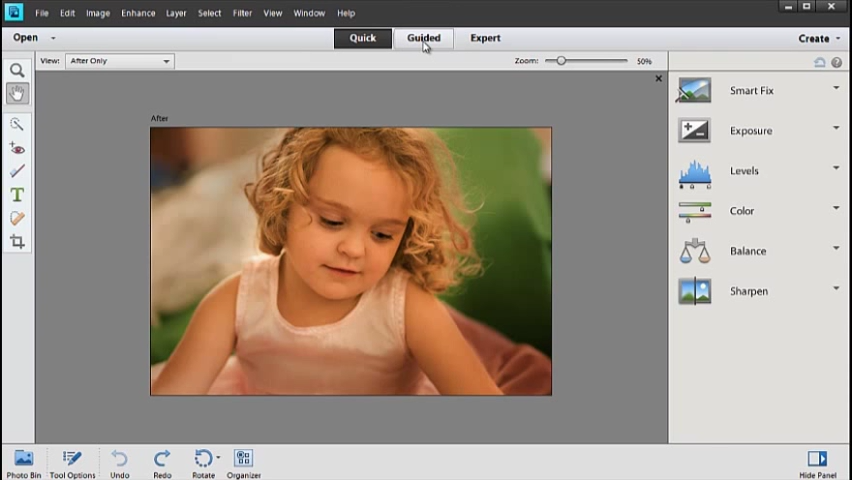 File Edit Image Enhance Layer Select Filter View Window Help
Open Quick Guided Expert Create
View: After Only Zoom: 50%
After
Smart Fix
Exposure
Levels
Color
Balance
Sharpen
T
Photo Bin Tool Options Undo Redo Rotate Organizer Hide Panel